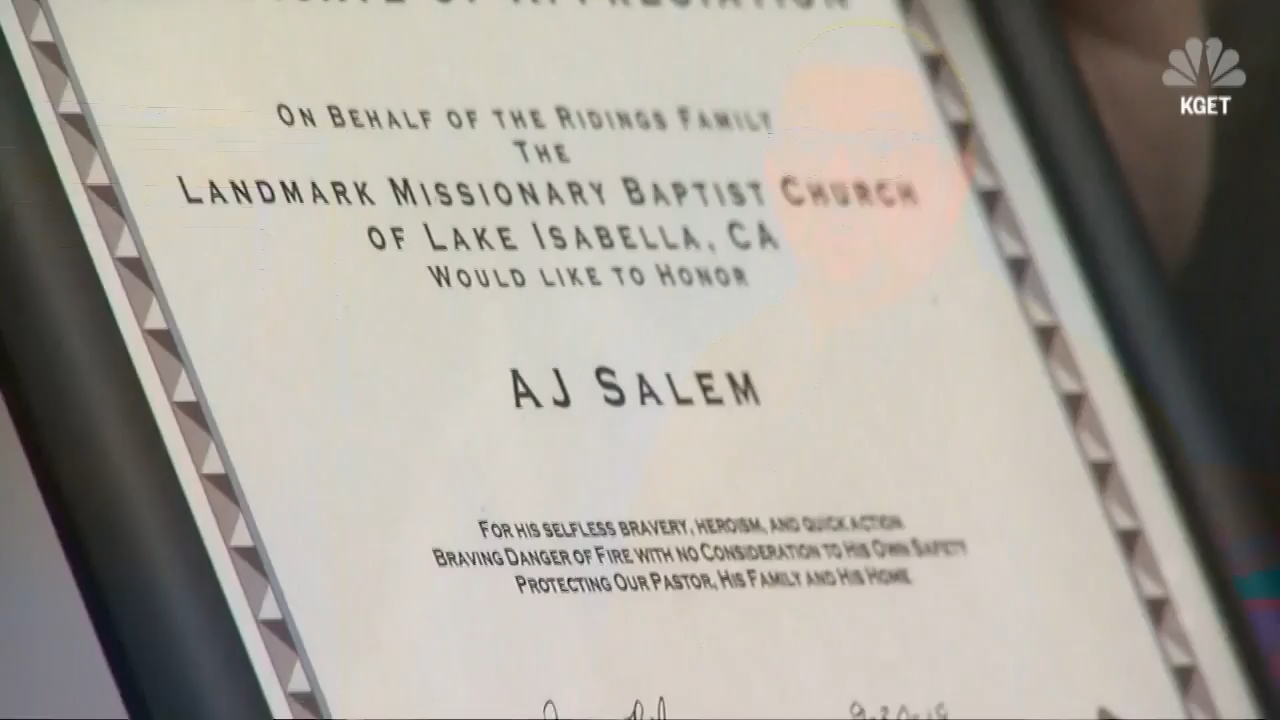 OF APPRECIATION
KGET
ON BEHALF OF THE RIDINGS FAMILY
THE
LANDMARK MISSIONARY BAPTIST CHURCH
OF LAKE ISABELLA, CA
WOULD LIKE TO HONOR
AJ SALEM
FOR HIS SELFLESS BRAVERY, HEROISM, AND QUICK ACTION
BRAVING DANGER OF FIRE WITH NO CONSIDERATION TO HIS OWN SAFETY
PROTECTING OUR PASTOR, HIS FAMILY AND HIS HOME